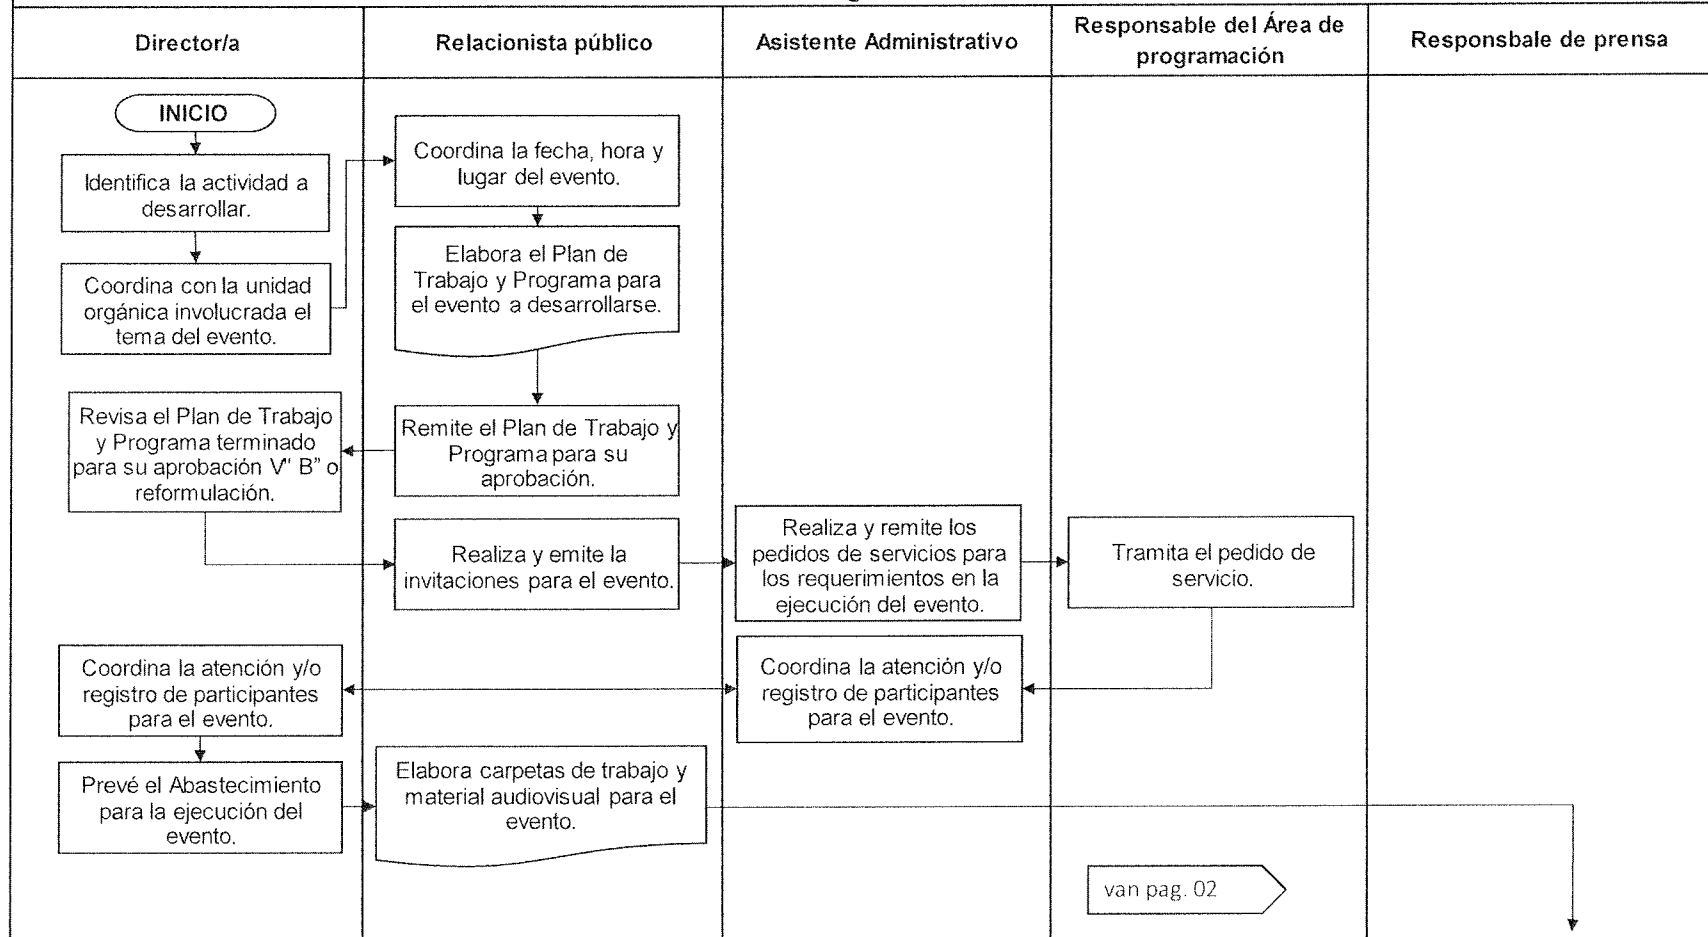 Director/a
Relacionista público
Asistente Administrativo
Responsable del Área de
programación
Responsbale de prensa
INICIO
Identifica la actividad a
desarrollar.
Coordina con la unidad
orgánica involucrada el
tema del evento.
Coordina la fecha, hora y
lugar del evento.
Elabora el Plan de
Trabajo y Programa para
el evento a desarrollarse.
Remite el Plan de Trabajo y
Programa para su
aprobación.
Revisa el Plan de Trabajo
y Programa terminado
para su aprobación V" B" o
reformulación.
Realiza y emite la
invitaciones para el evento.
Realiza y remite los
pedidos de servicios para
los requerimientos en la
ejecución del evento.
Tramita el pedido de
servicio.
Coordina la atención y/o
registro de participantes
para el evento.
Coordina la atención y/o
registro de participantes
para el evento.
Prevé el Abastecimiento
para la ejecución del
evento.
Elabora carpetas de trabajo y
material audiovisual para el
evento.
van pag. 02